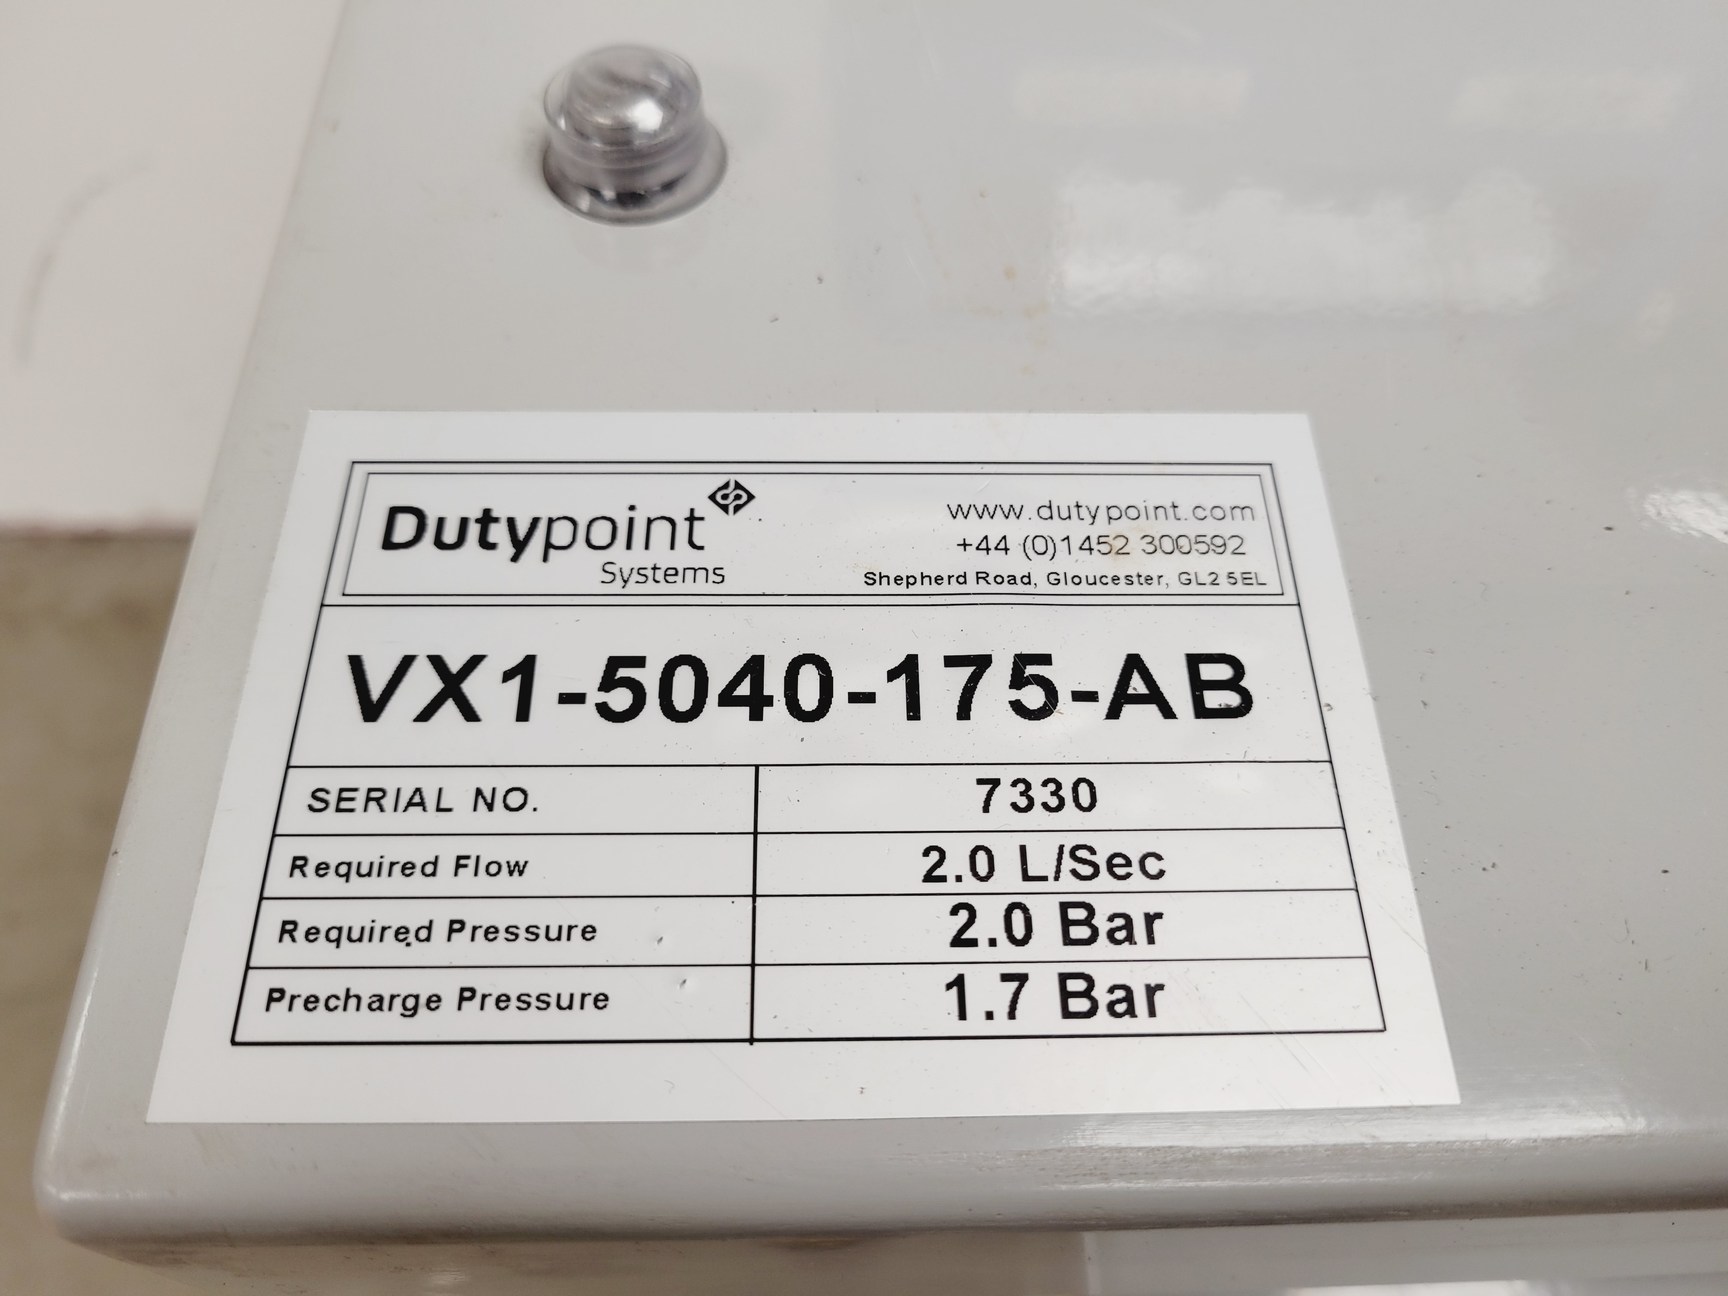 Dutypoint
Systems
www.dutypoint.com
+44 (0)1452 300592
Shepherd Road, Gloucester, GL2 5EL
VX1-5040-175-AB
SERIAL NO. 7330
Required Flow 2.0 L/Sec
Required Pressure 2.0 Bar
Precharge Pressure 1.7 Bar